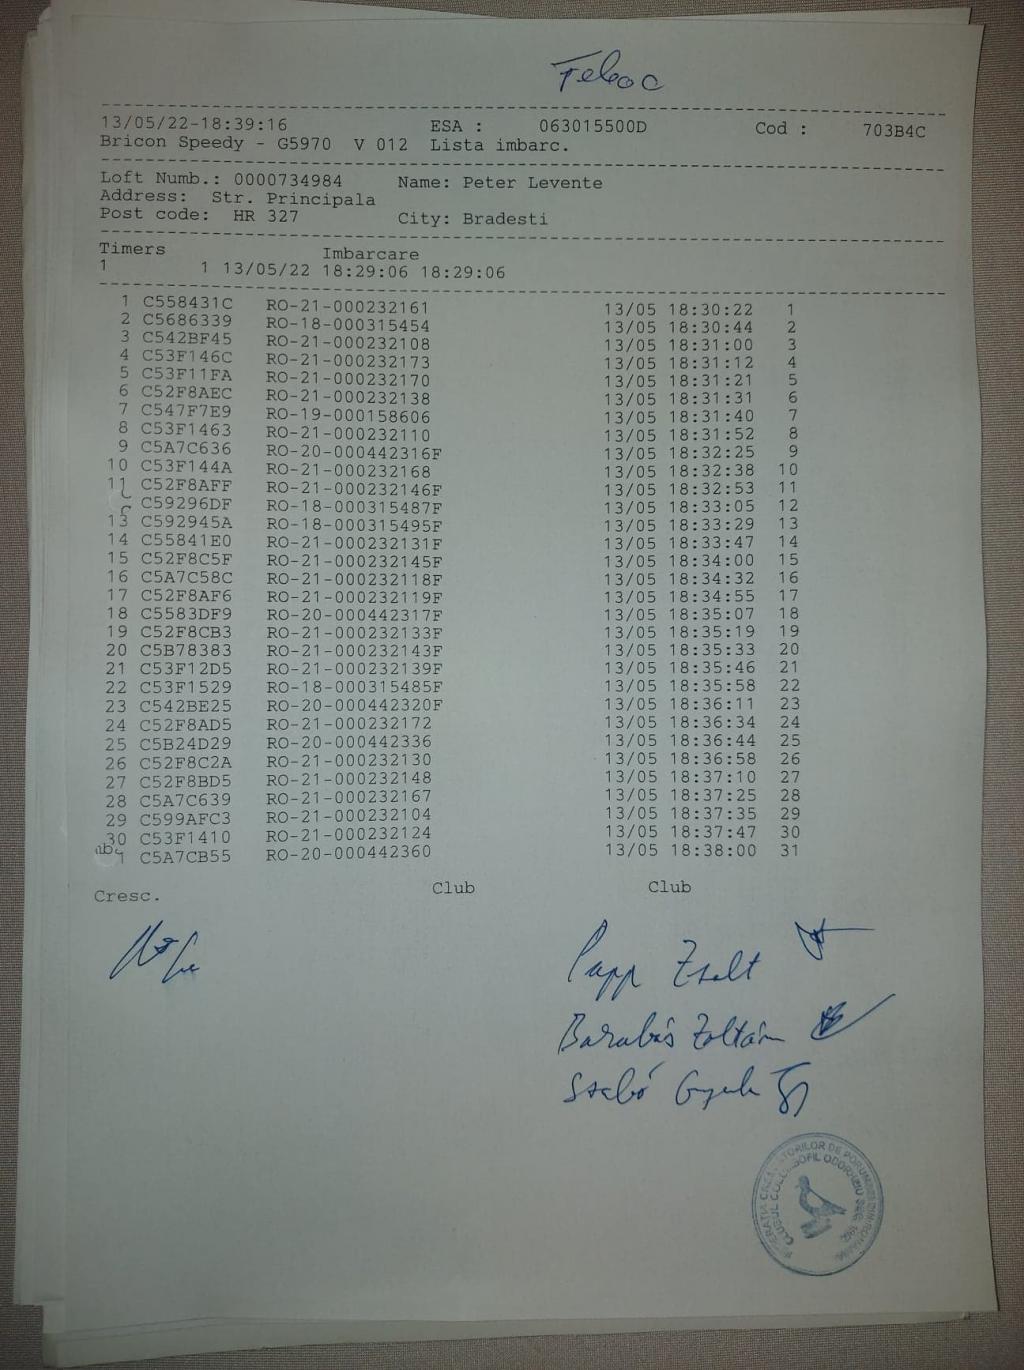 13/05/22-18:39:16 ESA : 063015500D Cod : 703B4C
Bricon Speedy - G5970 V 012 Lista imbarc.
Loft Numb.: 0000734984 Name: Peter Levente
Address: Str. Principala
Post code: HR 327 City: Bradesti
Timers Imbarcare
1 1 13/05/22 18:29:06 18:29:06
1 C558431C RO-21-000232161 13/05 18:30:22 1
2 C5686339 RO-18-000315454 13/05 18:30:44 2
3 C542BF45 RO-21-000232108 13/05 18:31:00 3
4 C53F146C RO-21-000232173 13/05 18:31:12 4
5 C53F11FA RO-21-000232170 13/05 18:31:21 5
6 C52F8AEC RO-21-000232138 13/05 18:31:31 6
7 C547F7E9 RO-19-000158606 13/05 18:31:40 7
8 C53F1463 RO-21-000232110 13/05 18:31:52 8
9 C5A7C636 RO-20-000442316F 13/05 18:32:25 9
10 C53F144A RO-21-000232168 13/05 18:32:38 10
11 C52F8AFF RO-21-000232146F 13/05 18:32:53 11
C59296DF RO-18-000315487F 13/05 18:33:05 12
13 C592945A RO-18-000315495F 13/05 18:33:29 13
14 C55841E0 RO-21-000232131F 13/05 18:33:47 14
15 C52F8C5F RO-21-000232145F 13/05 18:34:00 15
16 C5A7C58C RO-21-000232118F 13/05 18:34:32 16
17 C52F8AF6 RO-21-000232119F 13/05 18:34:55 17
18 C5583DF9 RO-20-000442317F 13/05 18:35:07 18
19 C52F8CB3 RO-21-000232133F 13/05 18:35:19 19
20 C5B78383 RO-21-000232143F 13/05 18:35:33 20
21 C53F12D5 RO-21-000232139F 13/05 18:35:46 21
22 C53F1529 RO-18-000315485F 13/05 18:35:58 22
23 C542BE25 RO-20-000442320F 13/05 18:36:11 23
24 C52F8AD5 RO-21-000232172 13/05 18:36:34 24
25 C5B24D29 RO-20-000442336 13/05 18:36:44 25
26 C52F8C2A RO-21-000232130 13/05 18:36:58 26
27 C52F8BD5 RO-21-000232148 13/05 18:37:10 27
28 C5A7C639 RO-21-000232167 13/05 18:37:25 28
29 C599AFC3 RO-21-000232104 13/05 18:37:35 29
30 C53F1410 RO-21-000232124 13/05 18:37:47 30
C5A7CB55 RO-20-000442360 13/05 18:38:00 31
Cresc. Club Club
Papp Zsolt
Barabás Zoltán
Szabó Gyula